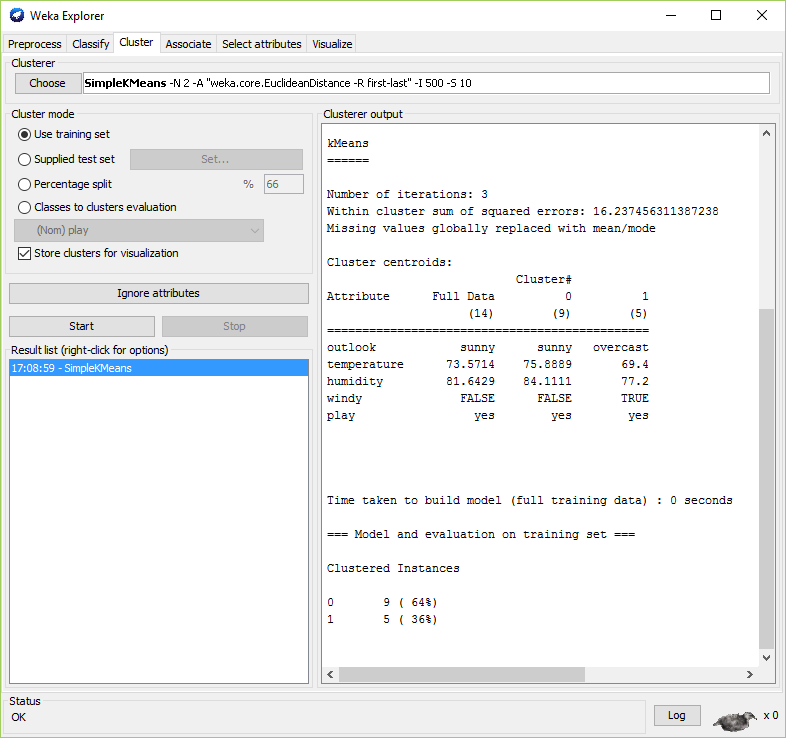 Weka Explorer
Preprocess Classify Cluster Associate Select attributes Visualize
Clusterer
Choose SimpleKMeans -N 2 -A "weka.core.EuclideanDistance -R first-last" -I 500 -S 10
Cluster mode
Use training set
Supplied test set Set...
Percentage split % 66
Classes to clusters evaluation
(Nom) play
Store clusters for visualization
Ignore attributes
Start Stop
Result list (right-click for options)
17:08:59 - SimpleKMeans
Clusterer output
kMeans
======
Number of iterations: 3
Within cluster sum of squared errors: 16.237456311387238
Missing values globally replaced with mean/mode
Cluster centroids:
Cluster#
Attribute Full Data 0 1
(14) (9) (5)
==============================================
outlook sunny sunny overcast
temperature 73.5714 75.8889 69.4
humidity 81.6429 84.1111 77.2
windy FALSE FALSE TRUE
play yes yes yes
Time taken to build model (full training data) : 0 seconds
=== Model and evaluation on training set ===
Clustered Instances
0 9 ( 64%)
1 5 ( 36%)
Status
OK
Log x 0